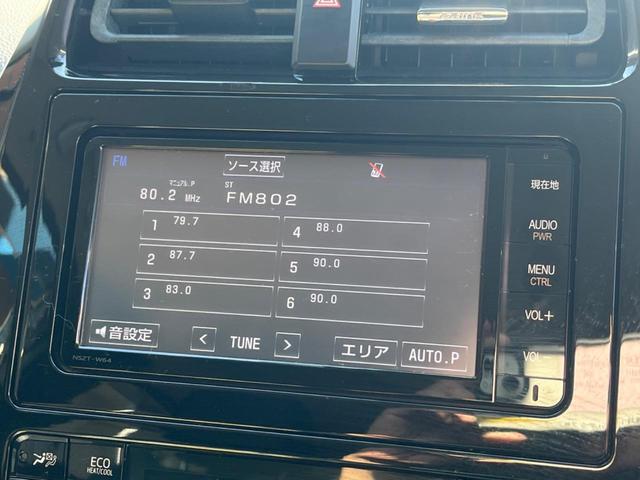 FM
ソース選択
マニュアル.P
80.2 MHz
ST
FM802
1 79.7
4 88.0
2 87.7
5 90.0
3 83.0
6 90.0
音設定
< TUNE >
エリア
AUTO.P
NSZT-W64
現在地
AUDIO
PWR
MENU
CTRL
VOL+
VOL-
ECO
HEAT/COOL